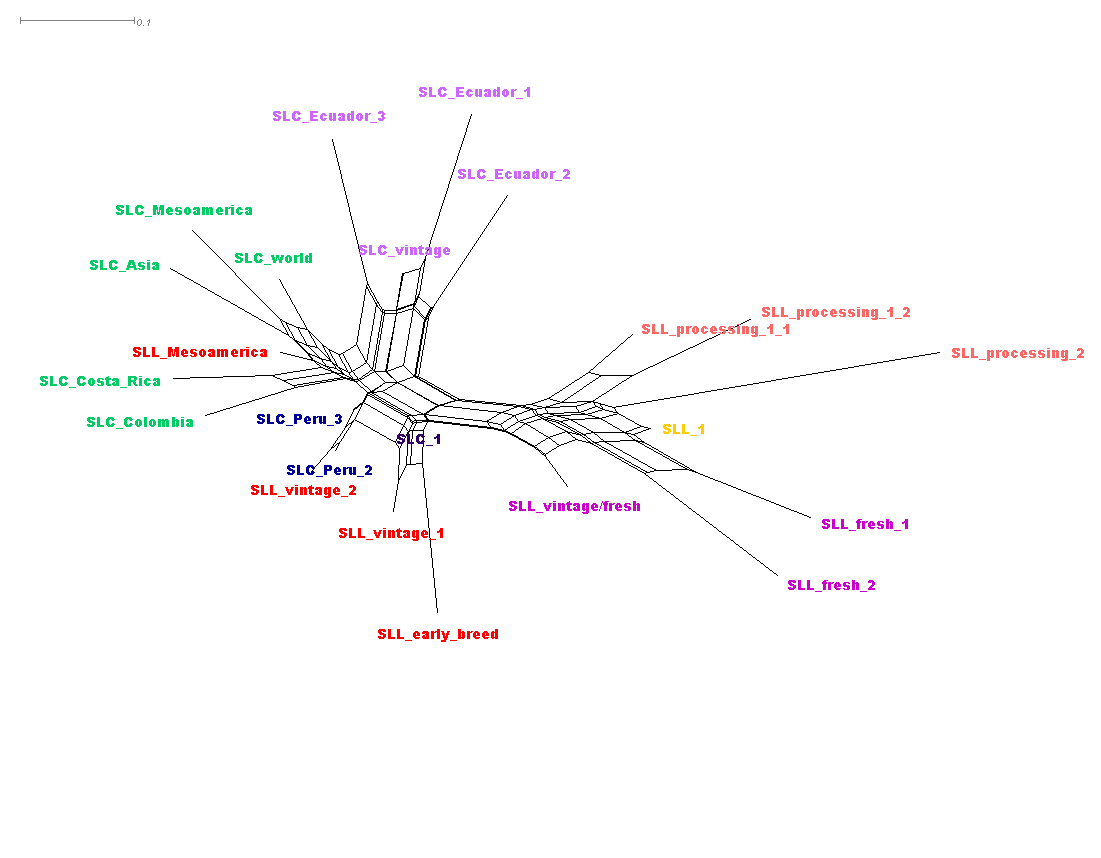 0.1
SLC_Ecuador_1
SLC_Ecuador_3
SLC_Ecuador_2
SLC_Mesoamerica
SLC_vintage
SLC_world
SLC_Asia
SLL_processing_1_2
SLL_processing_1_1
SLL_Mesoamerica
SLL_processing_2
SLC_Costa_Rica
SLC_Peru_3
SLC_Colombia
SLL_1
SLC_1
SLC_Peru_2
SLL_vintage_2
SLL_vintage/fresh
SLL_fresh_1
SLL_vintage_1
SLL_fresh_2
SLL_early_breed